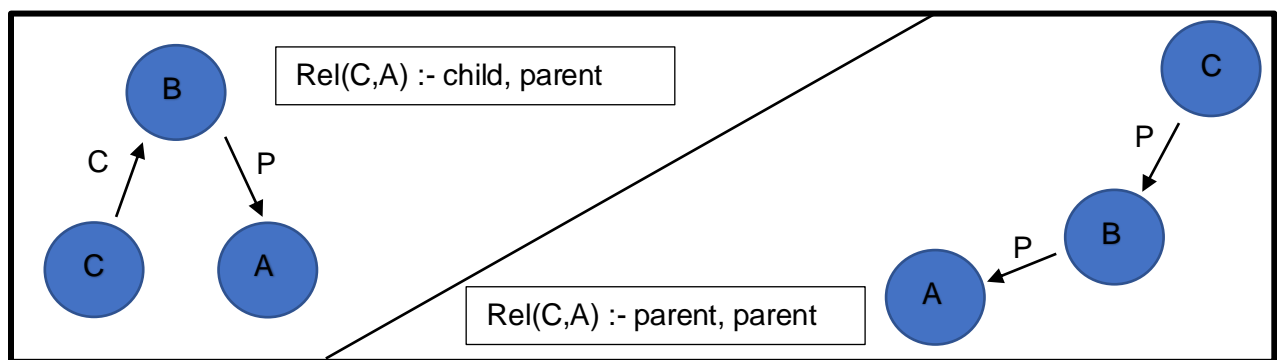 B
Rel(C,A) :- child, parent
C
P
C
A
C
P
B
P
A
Rel(C,A) :- parent, parent